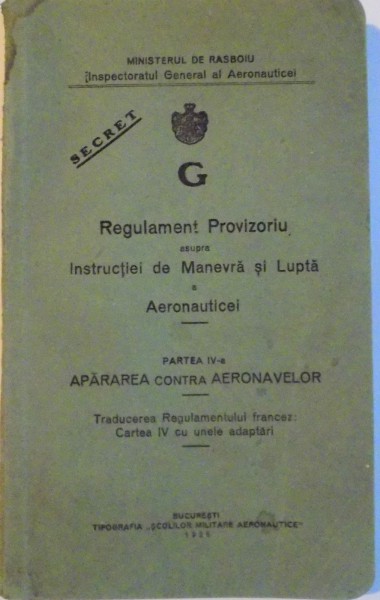 MINISTERUL DE RASBOIU
Inspectoratul General al Aeronauticei
SECRET
G
Regulament Provizoriu
asupra
Instrucției de Manevră și Luptă
a
Aeronauticei
PARTEA IV-a
APĂRAREA CONTRA AERONAVELOR
Traducerea Regulamentului francez:
Cartea IV cu unele adaptări
BUCUREȘTI
TIPOGRAFIA „ȘCOLILOR MILITARE AERONAUTICE"